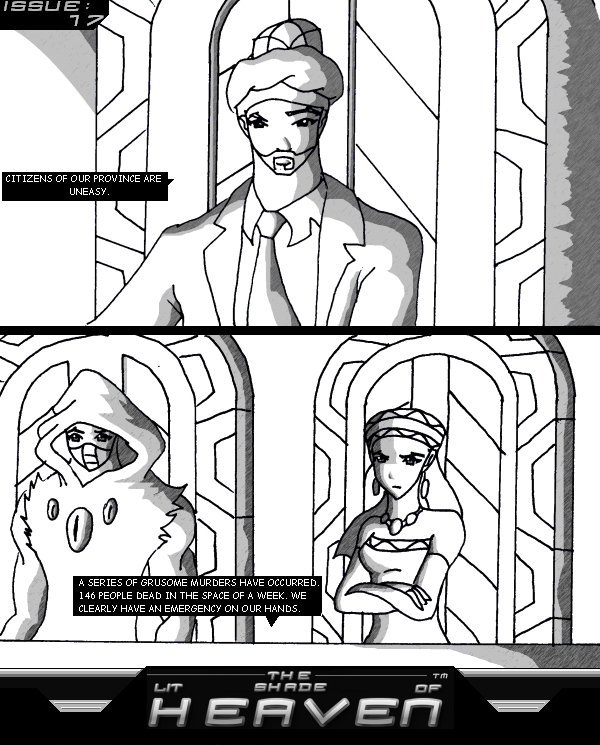 ISSUE:
17
CITIZENS OF OUR PROVINCE ARE
UNEASY.
A SERIES OF GRUSOME MURDERS HAVE OCCURRED.
146 PEOPLE DEAD IN THE SPACE OF A WEEK. WE
CLEARLY HAVE AN EMERGENCY ON OUR HANDS.
THE TM
LIT SHADE OF
HEAVEN